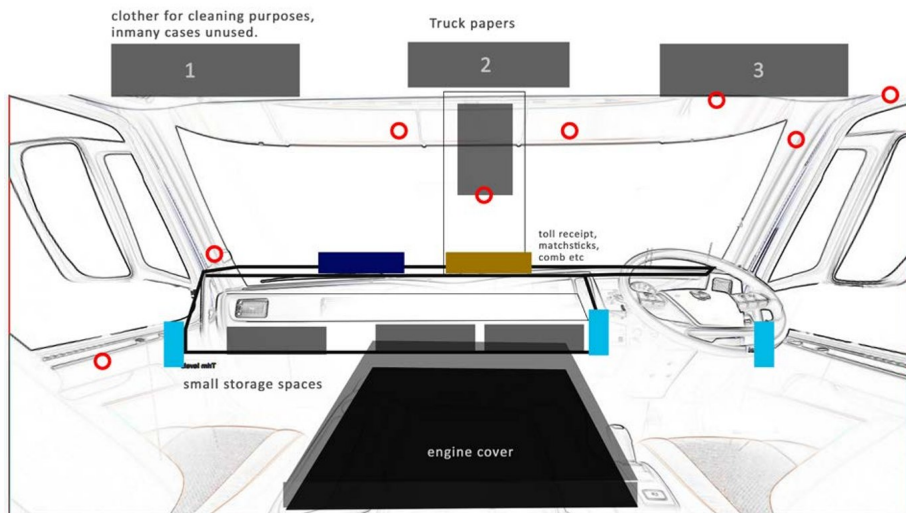 clother for cleaning purposes,
inmany cases unused.
Truck papers
1
2
3
toll receipt,
matchsticks,
comb etc
small storage spaces
engine cover